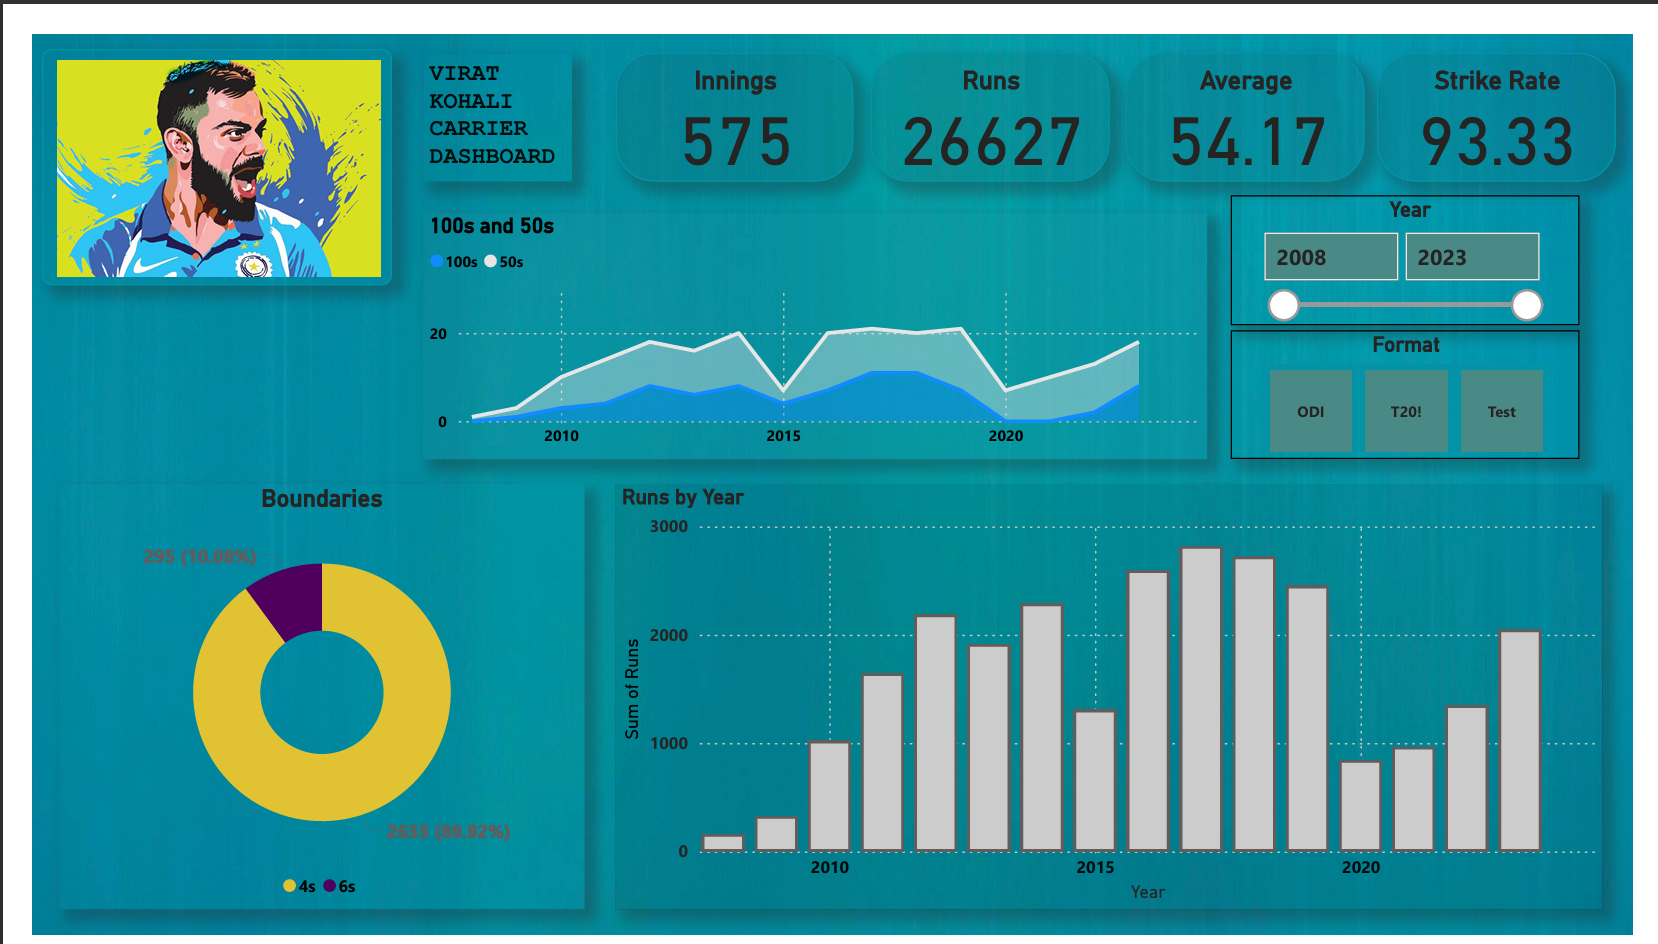 VIRAT
KOHALI
CARRIER
DASHBOARD
Innings
575
Runs
26627
Average
54.17
Strike Rate
93.33
100s and 50s
100s 50s
20
0
2010 2015 2020
Year
2008 2023
Format
ODI T20! Test
Boundaries
295 (10.08%)
2633 (89.92%)
4s 6s
Runs by Year
Sum of Runs
3000
2000
1000
0
2010 2015 2020
Year